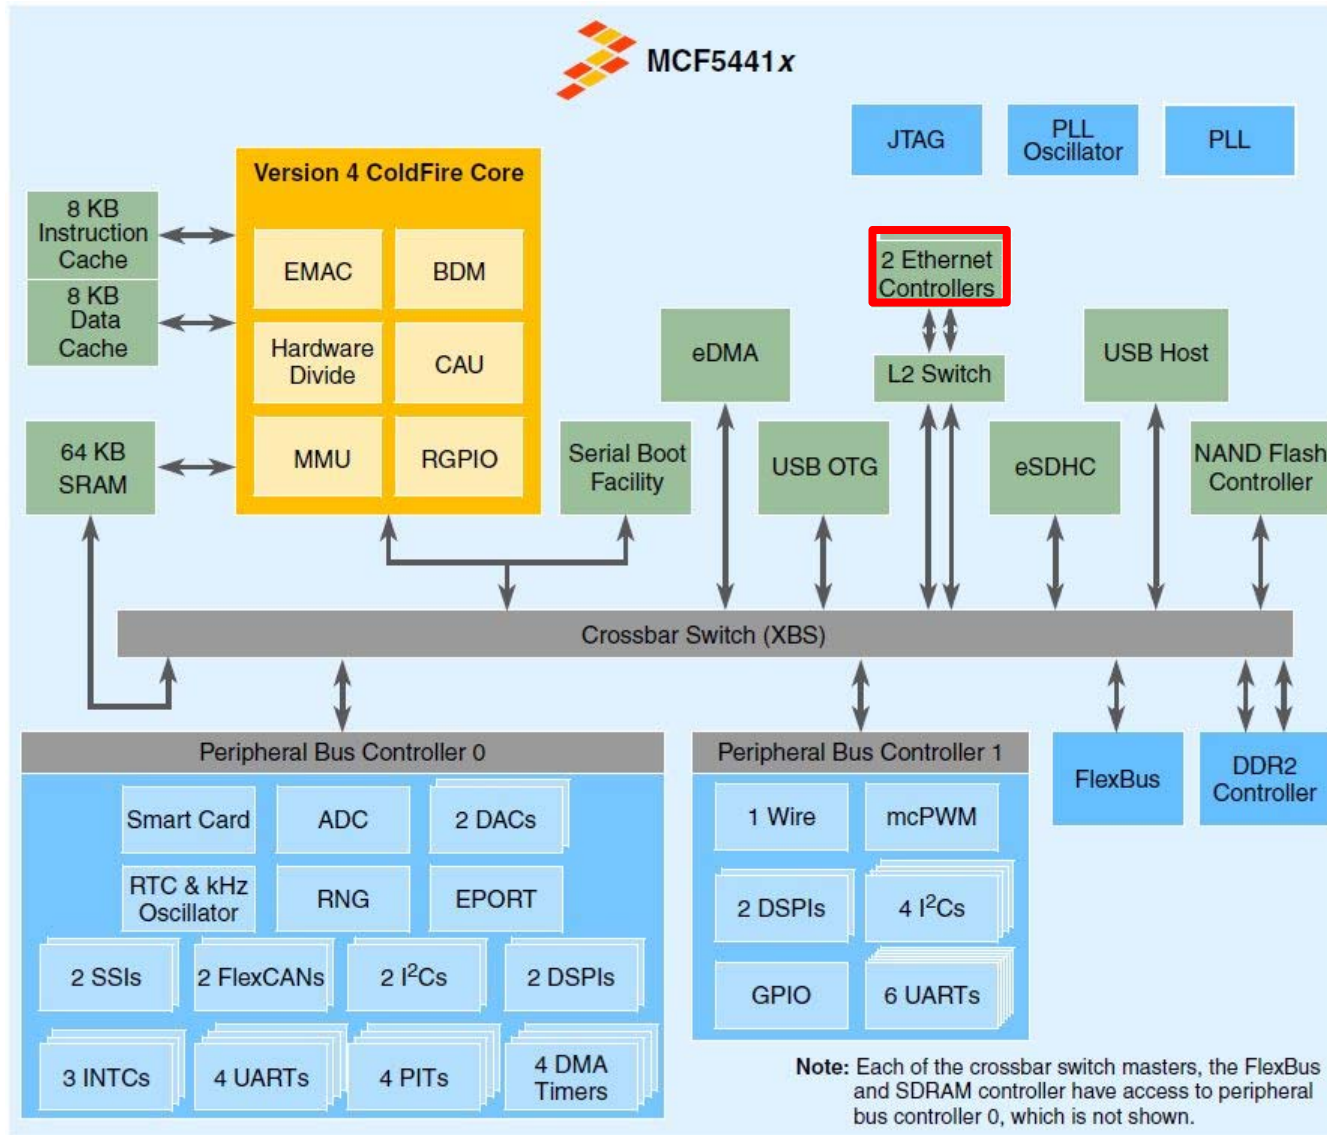 MCF5441x
JTAG
PLL
Oscillator
PLL
Version 4 ColdFire Core
8 KB
Instruction
Cache
8 KB
Data
Cache
64 KB
SRAM
EMAC
BDM
Hardware
Divide
CAU
MMU
RGPIO
Serial Boot
Facility
eDMA
USB OTG
2 Ethernet
Controllers
L2 Switch
eSDHC
USB Host
NAND Flash
Controller
Crossbar Switch (XBS)
Peripheral Bus Controller 0
Smart Card
ADC
2 DACs
RTC & kHz
Oscillator
RNG
EPORT
2 SSIs
2 FlexCANs
2 I²Cs
2 DSPIs
3 INTCs
4 UARTs
4 PITs
4 DMA
Timers
Peripheral Bus Controller 1
1 Wire
mcPWM
2 DSPIs
4 I²Cs
GPIO
6 UARTs
FlexBus
DDR2
Controller
Note: Each of the crossbar switch masters, the FlexBus
and SDRAM controller have access to peripheral
bus controller 0, which is not shown.